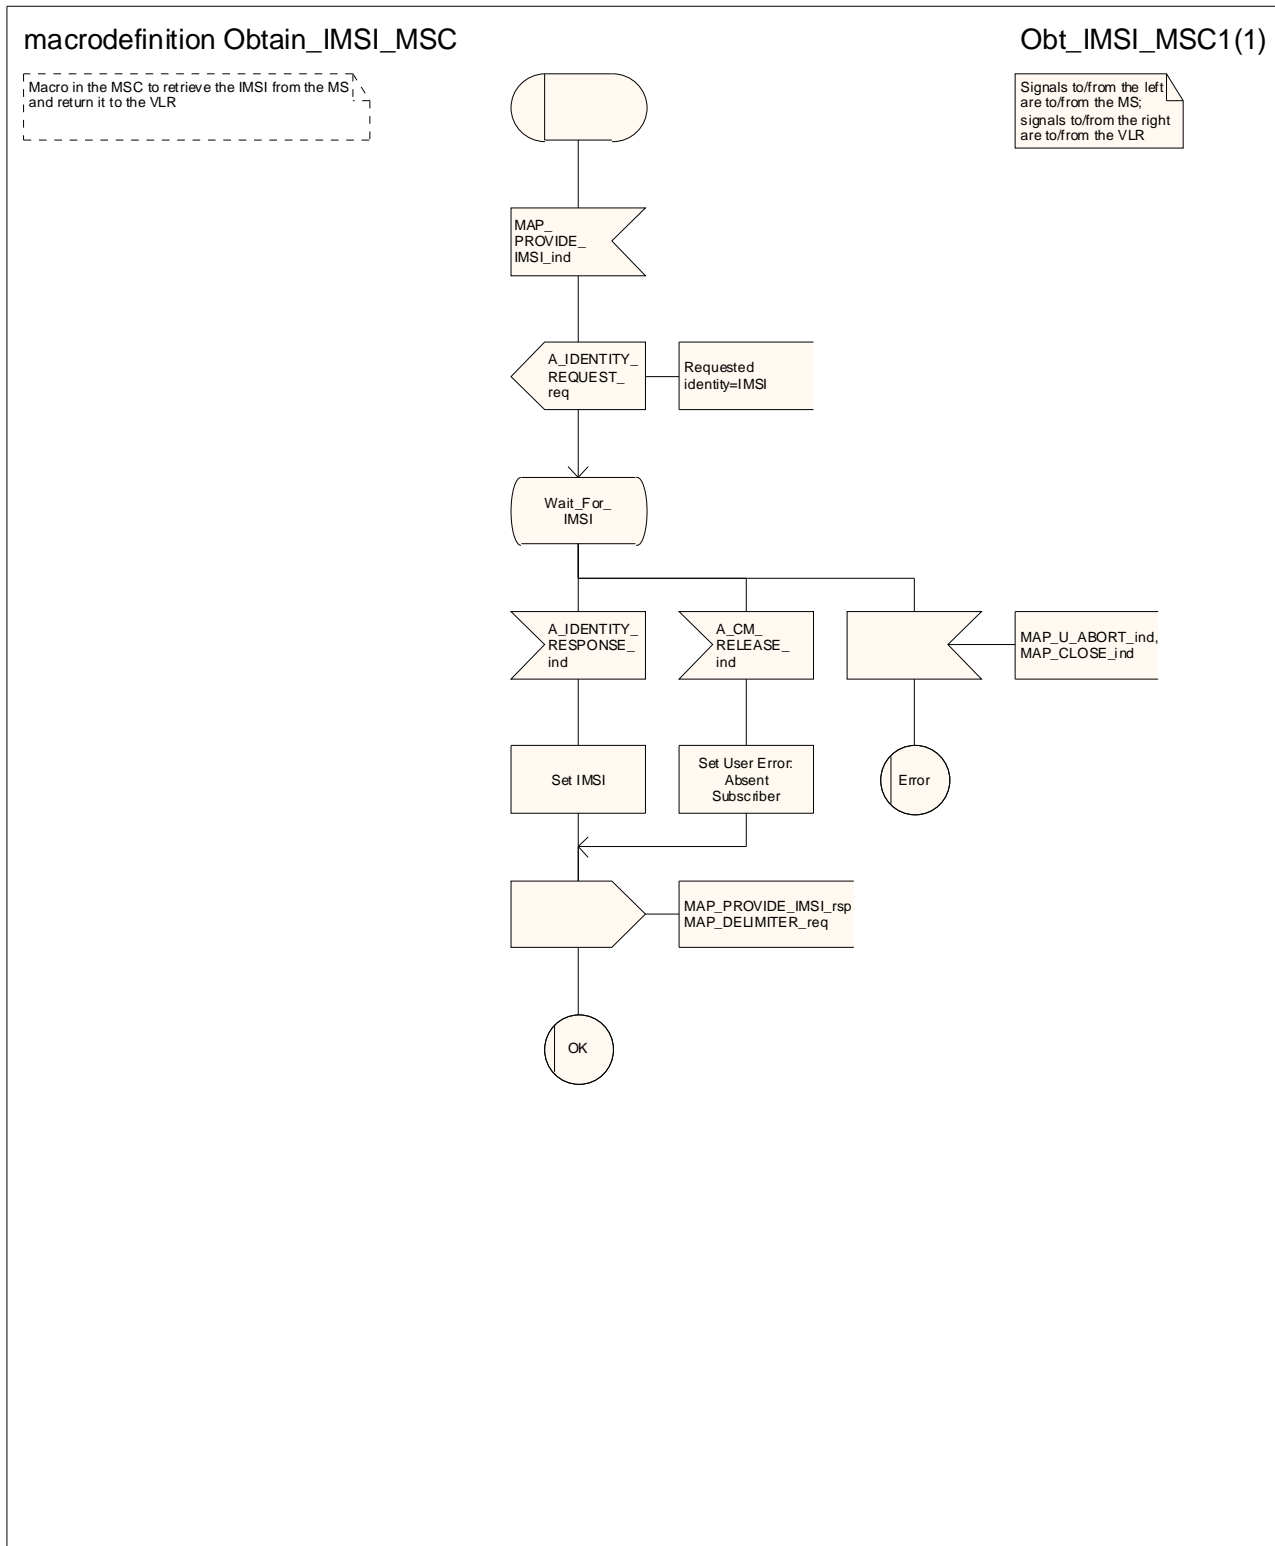 macrodefinition Obtain_IMSI_MSC
Obt_IMSI_MSC1(1)
Macro in the MSC to retrieve the IMSI from the MS
and return it to the VLR
Signals to/from the left
are to/from the MS;
signals to/from the right
are to/from the VLR
MAP_
PROVIDE_
IMSI_ind
A_IDENTITY_
REQUEST_
req
Requested
identity=IMSI
Wait_For_
IMSI
A_IDENTITY_
RESPONSE_
ind
A_CM_
RELEASE_
ind
MAP_U_ABORT_ind,
MAP_CLOSE_ind
Set IMSI
Set User Error:
Absent
Subscriber
Error
MAP_PROVIDE_IMSI_rsp
MAP_DELIMITER_req
OK